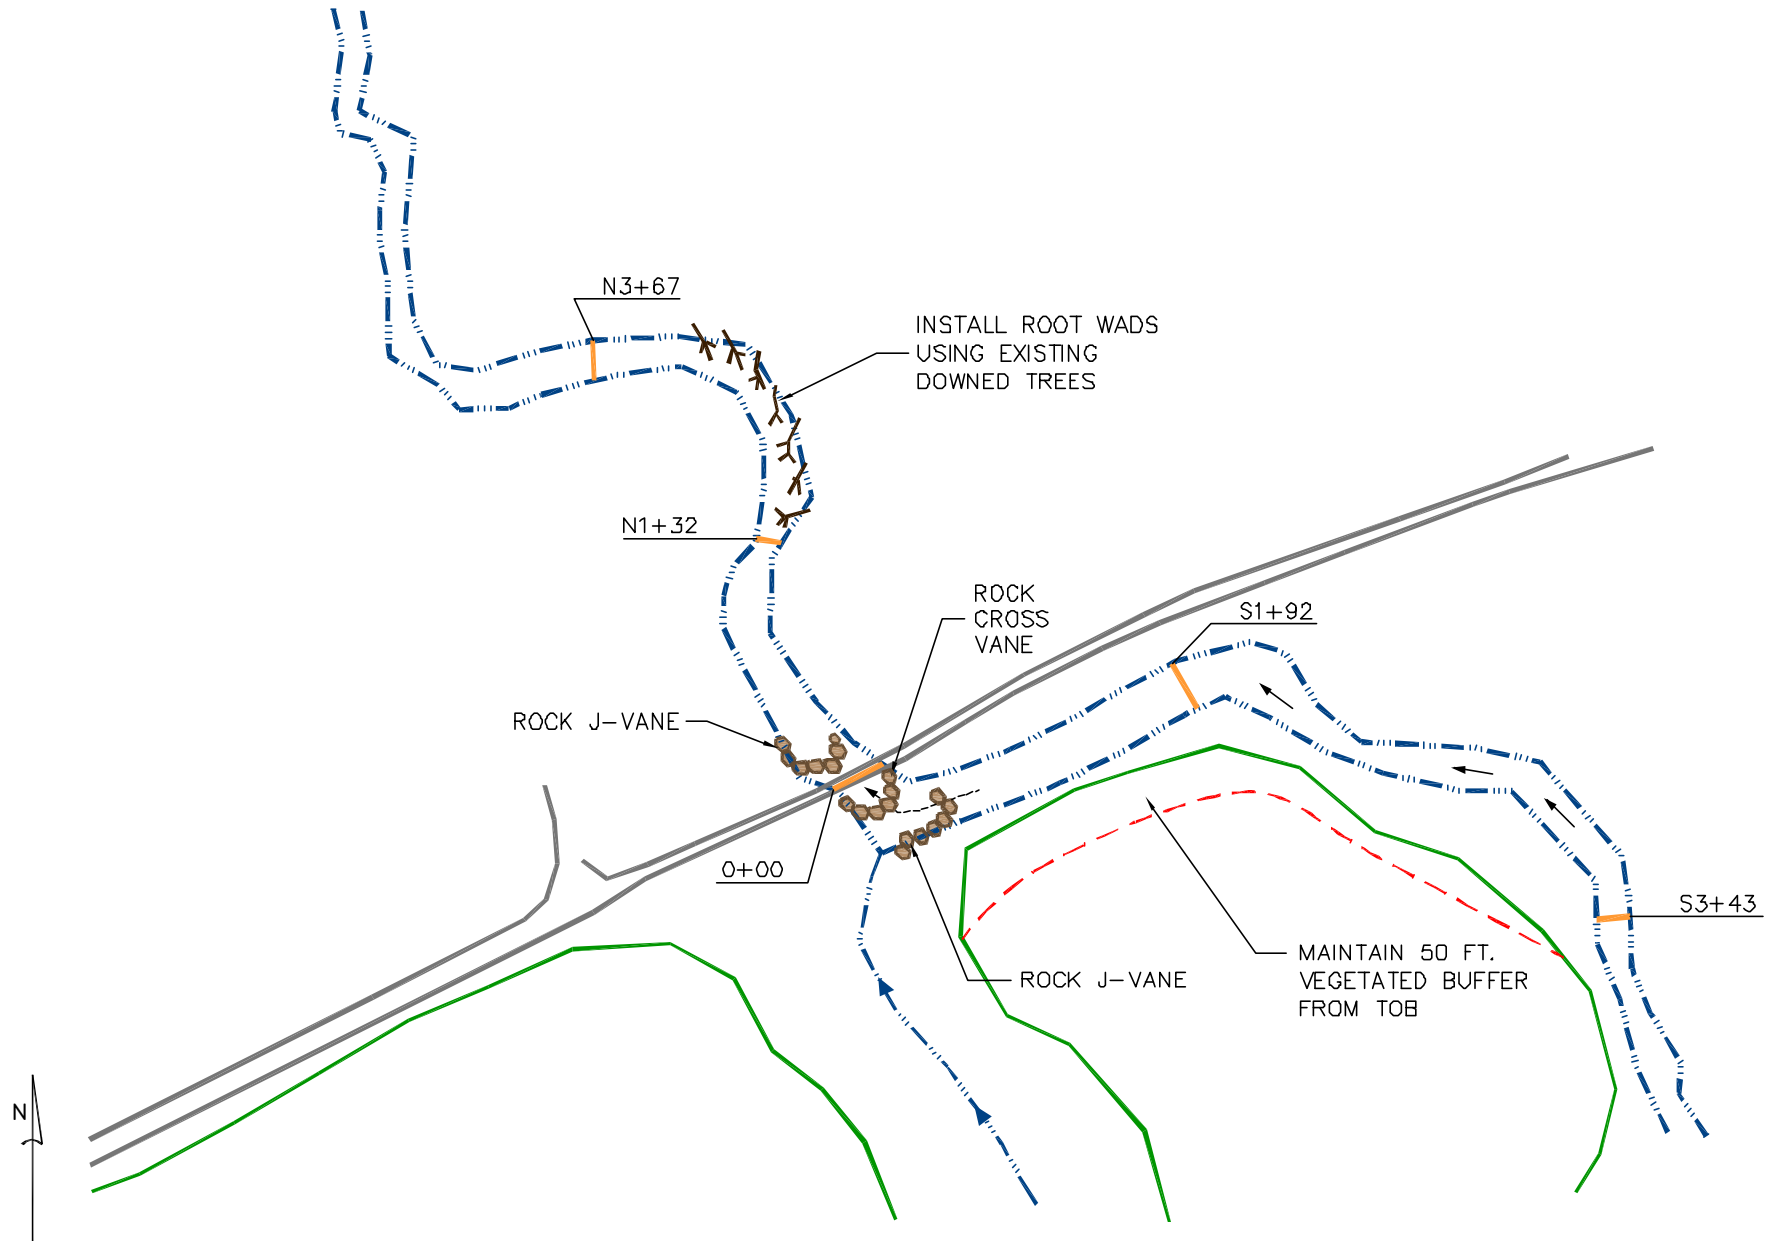 N3+67
INSTALL ROOT WADS
USING EXISTING
DOWNED TREES
N1+32
ROCK
CROSS
VANE
S1+92
ROCK J-VANE
0+00
S3+43
MAINTAIN 50 FT.
VEGETATED BUFFER
FROM TOB
ROCK J-VANE
N